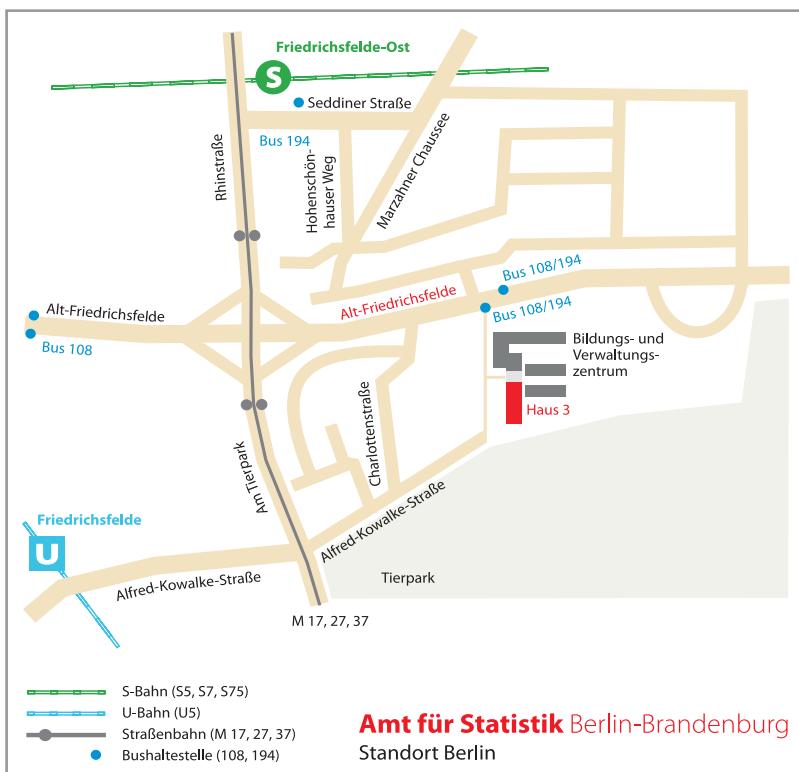 Friedrichsfelde-Ost
S
Seddiner Straße
Bus 194
Rhinstraße
Hohenschön-
hauser Weg
Marzahner Chaussee
Bus 108/194
Alt-Friedrichsfelde
Bus 108/194
Alt-Friedrichsfelde
Bus 108
Bildungs- und
Verwaltungs-
zentrum
Haus 3
Charlottenstraße
Am Tierpark
Friedrichsfelde
U
Alfred-Kowalke-Straße
Alfred-Kowalke-Straße
Tierpark
M 17, 27, 37
S-Bahn (S5, S7, S75)
U-Bahn (U5)
Straßenbahn (M 17, 27, 37)
Bushaltestelle (108, 194)
Amt für Statistik Berlin-Brandenburg
Standort Berlin